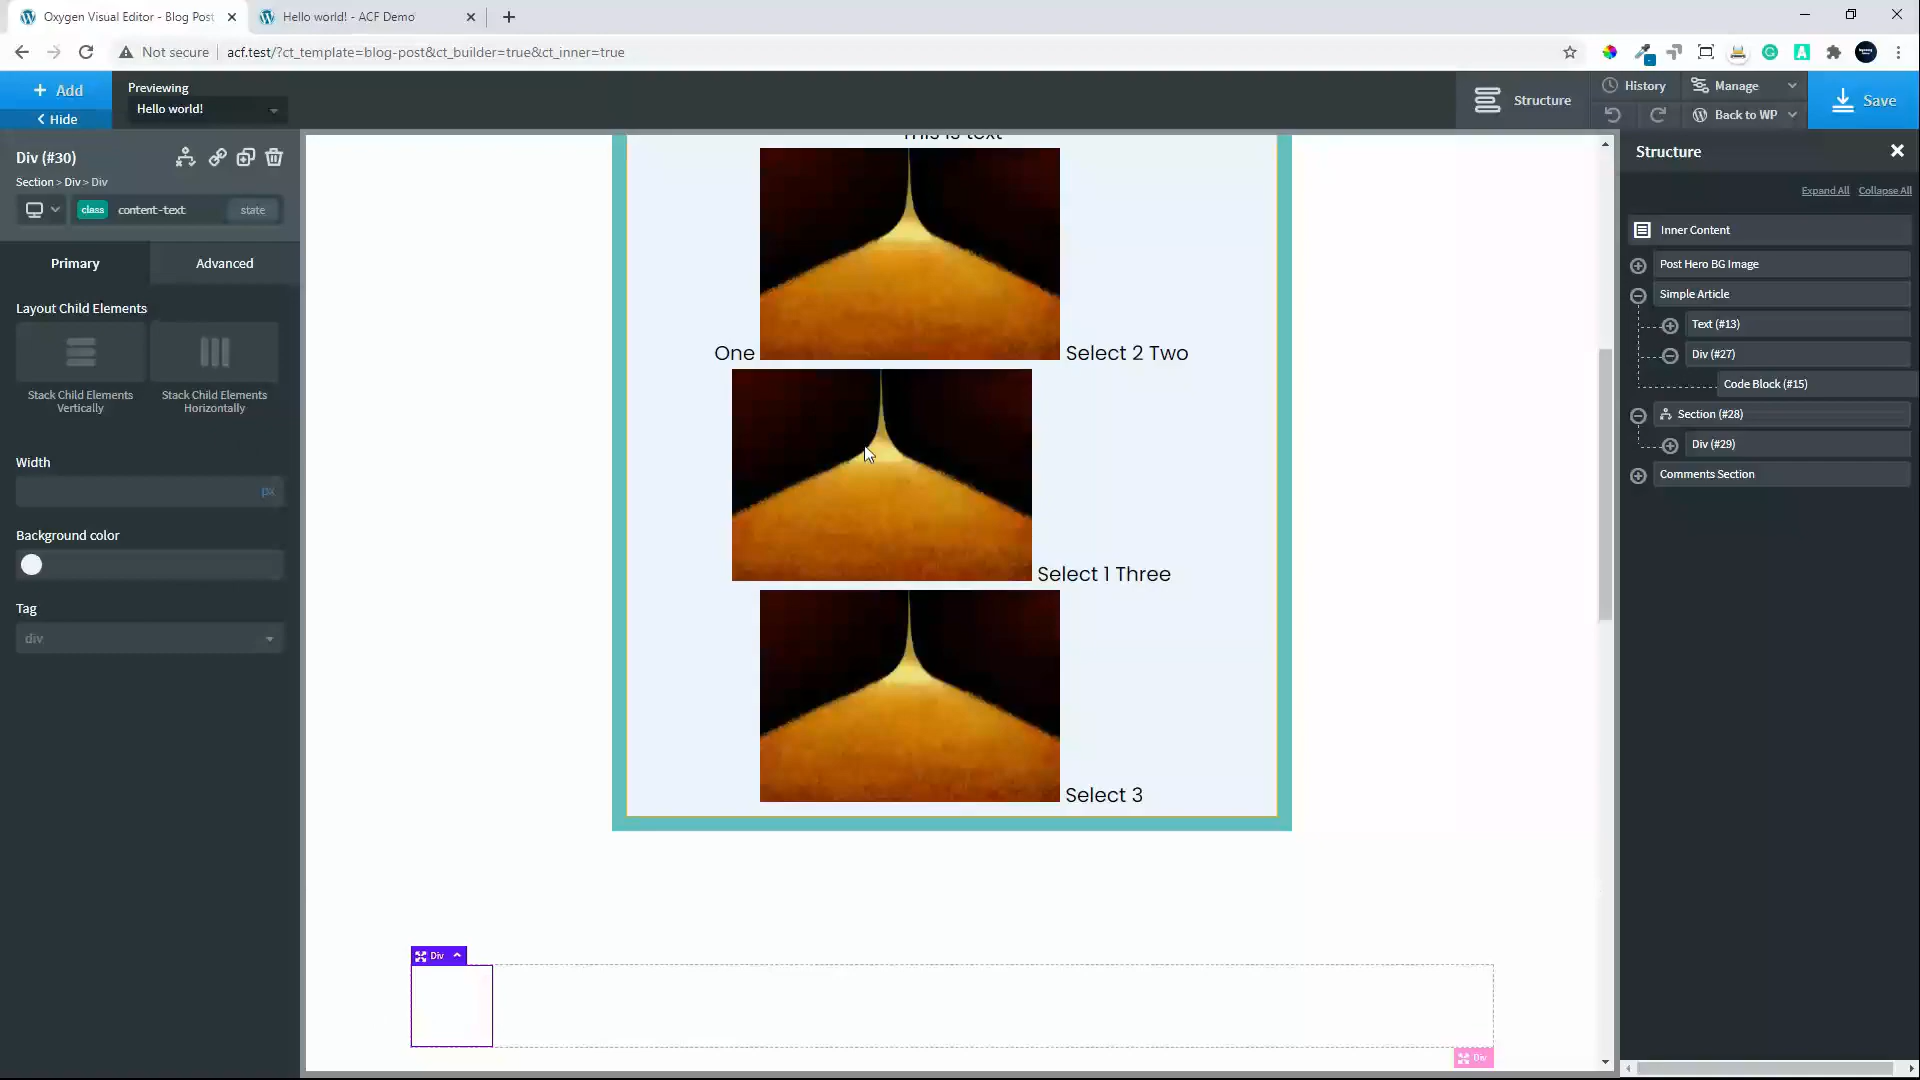 Oxygen Visual Editor - Blog Post
Hello world! - ACF Demo
Not secure
acf.test/?ct_template=blog-post&ct_builder=true&ct_inner=true
Add
Hide
Previewing
Hello world!
Structure
History
Manage
Back to WP
Save
Div (#30)
Section > Div > Div
class
content-text
state
Primary
Advanced
Layout Child Elements
Stack Child Elements Vertically
Stack Child Elements Horizontally
Width
px
Background color
Tag
div
This is text
One
Select 2 Two
Select 1 Three
Select 3
Div
Div
Structure
Expand All
Collapse All
Inner Content
Post Hero BG Image
Simple Article
Text (#13)
Div (#27)
Code Block (#15)
Section (#28)
Div (#29)
Comments Section